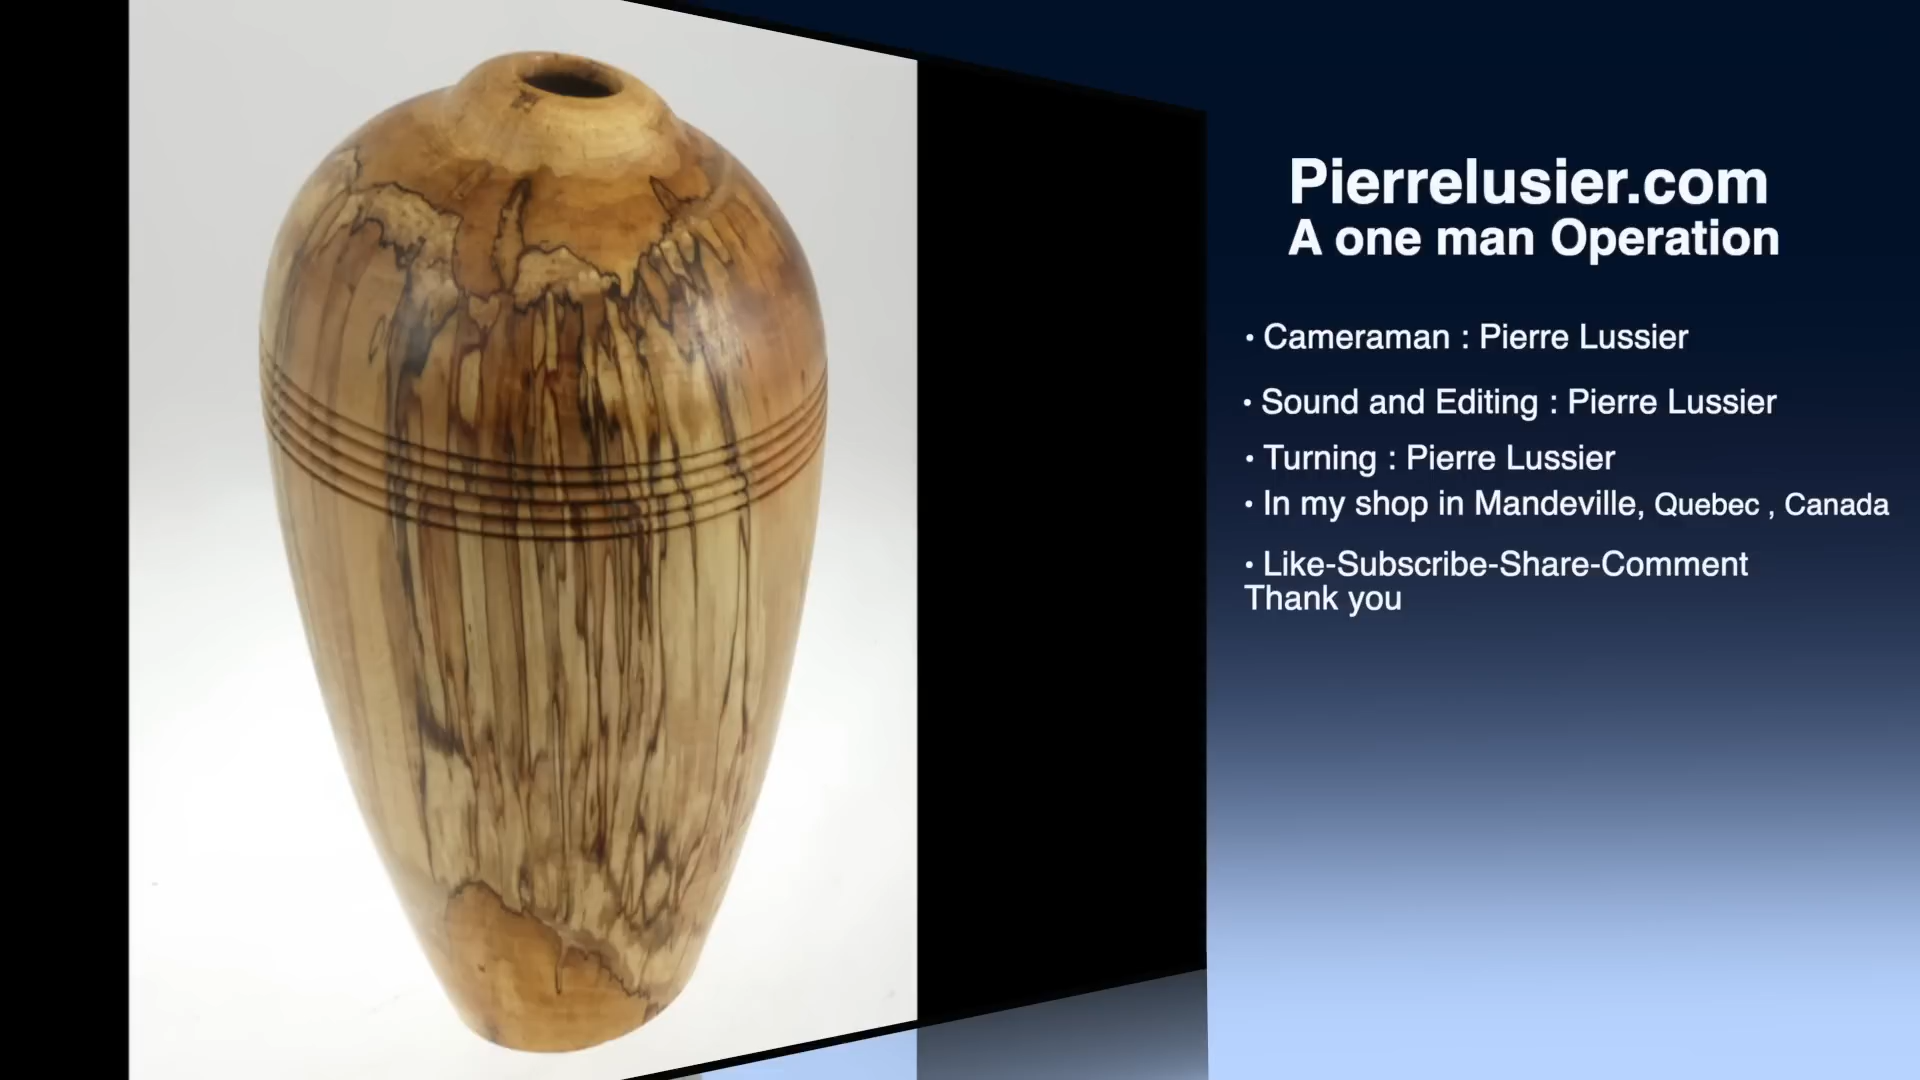 Pierrelusier.com
A one man Operation
• Cameraman : Pierre Lussier
• Sound and Editing : Pierre Lussier
• Turning : Pierre Lussier
• In my shop in Mandeville, Quebec , Canada
• Like-Subscribe-Share-Comment
Thank you